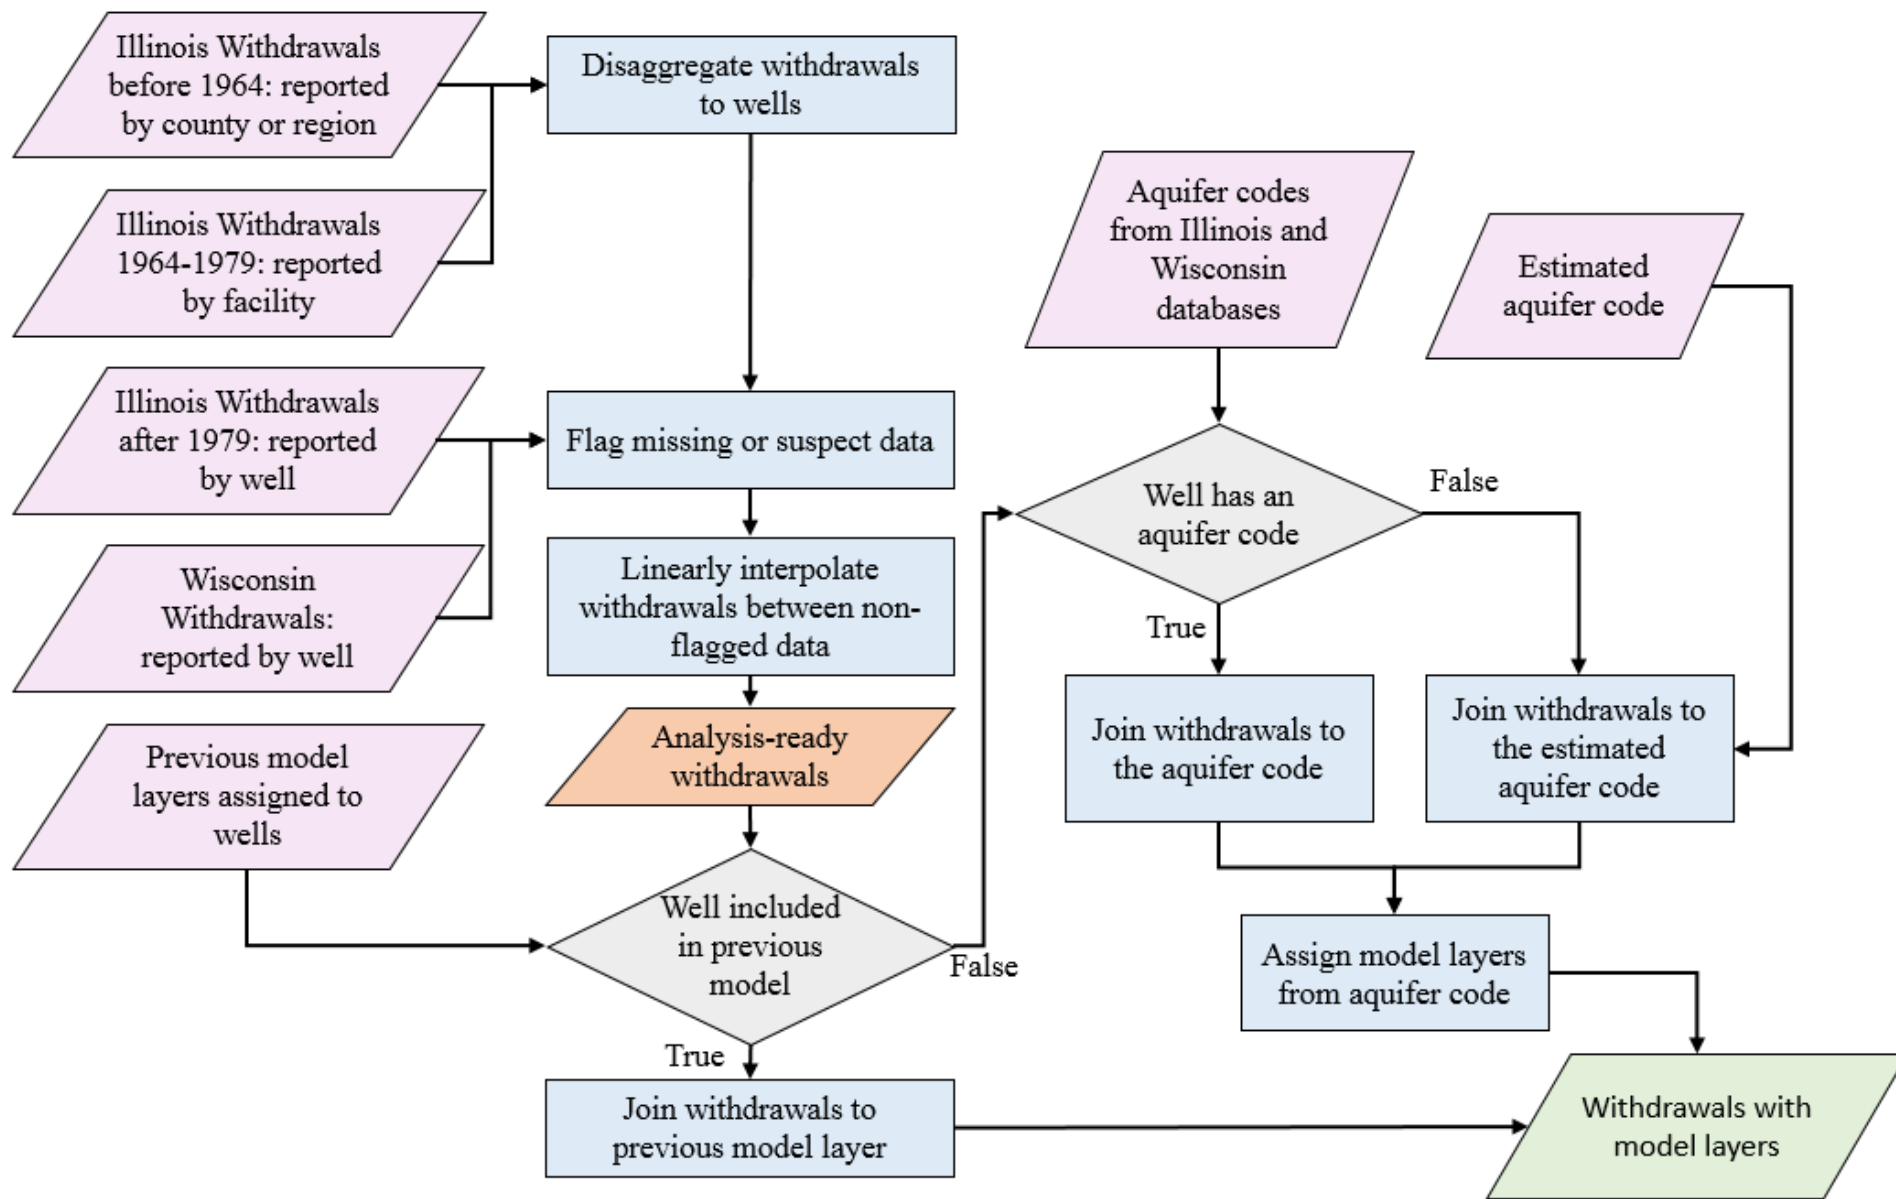 Illinois Withdrawals
before 1964: reported
by county or region
Disaggregate withdrawals
to wells
Illinois Withdrawals
1964-1979: reported
by facility
Aquifer codes
from Illinois and
Wisconsin
databases
Estimated
aquifer code
Illinois Withdrawals
after 1979: reported
by well
Flag missing or suspect data
Well has an
aquifer code
False
True
Wisconsin
Withdrawals:
reported by well
Linearly interpolate
withdrawals between non-
flagged data
Join withdrawals to
the aquifer code
Join withdrawals to
the estimated
aquifer code
Previous model
layers assigned to
wells
Analysis-ready
withdrawals
Well included
in previous
model
False
True
Assign model layers
from aquifer code
Join withdrawals to
previous model layer
Withdrawals with
model layers